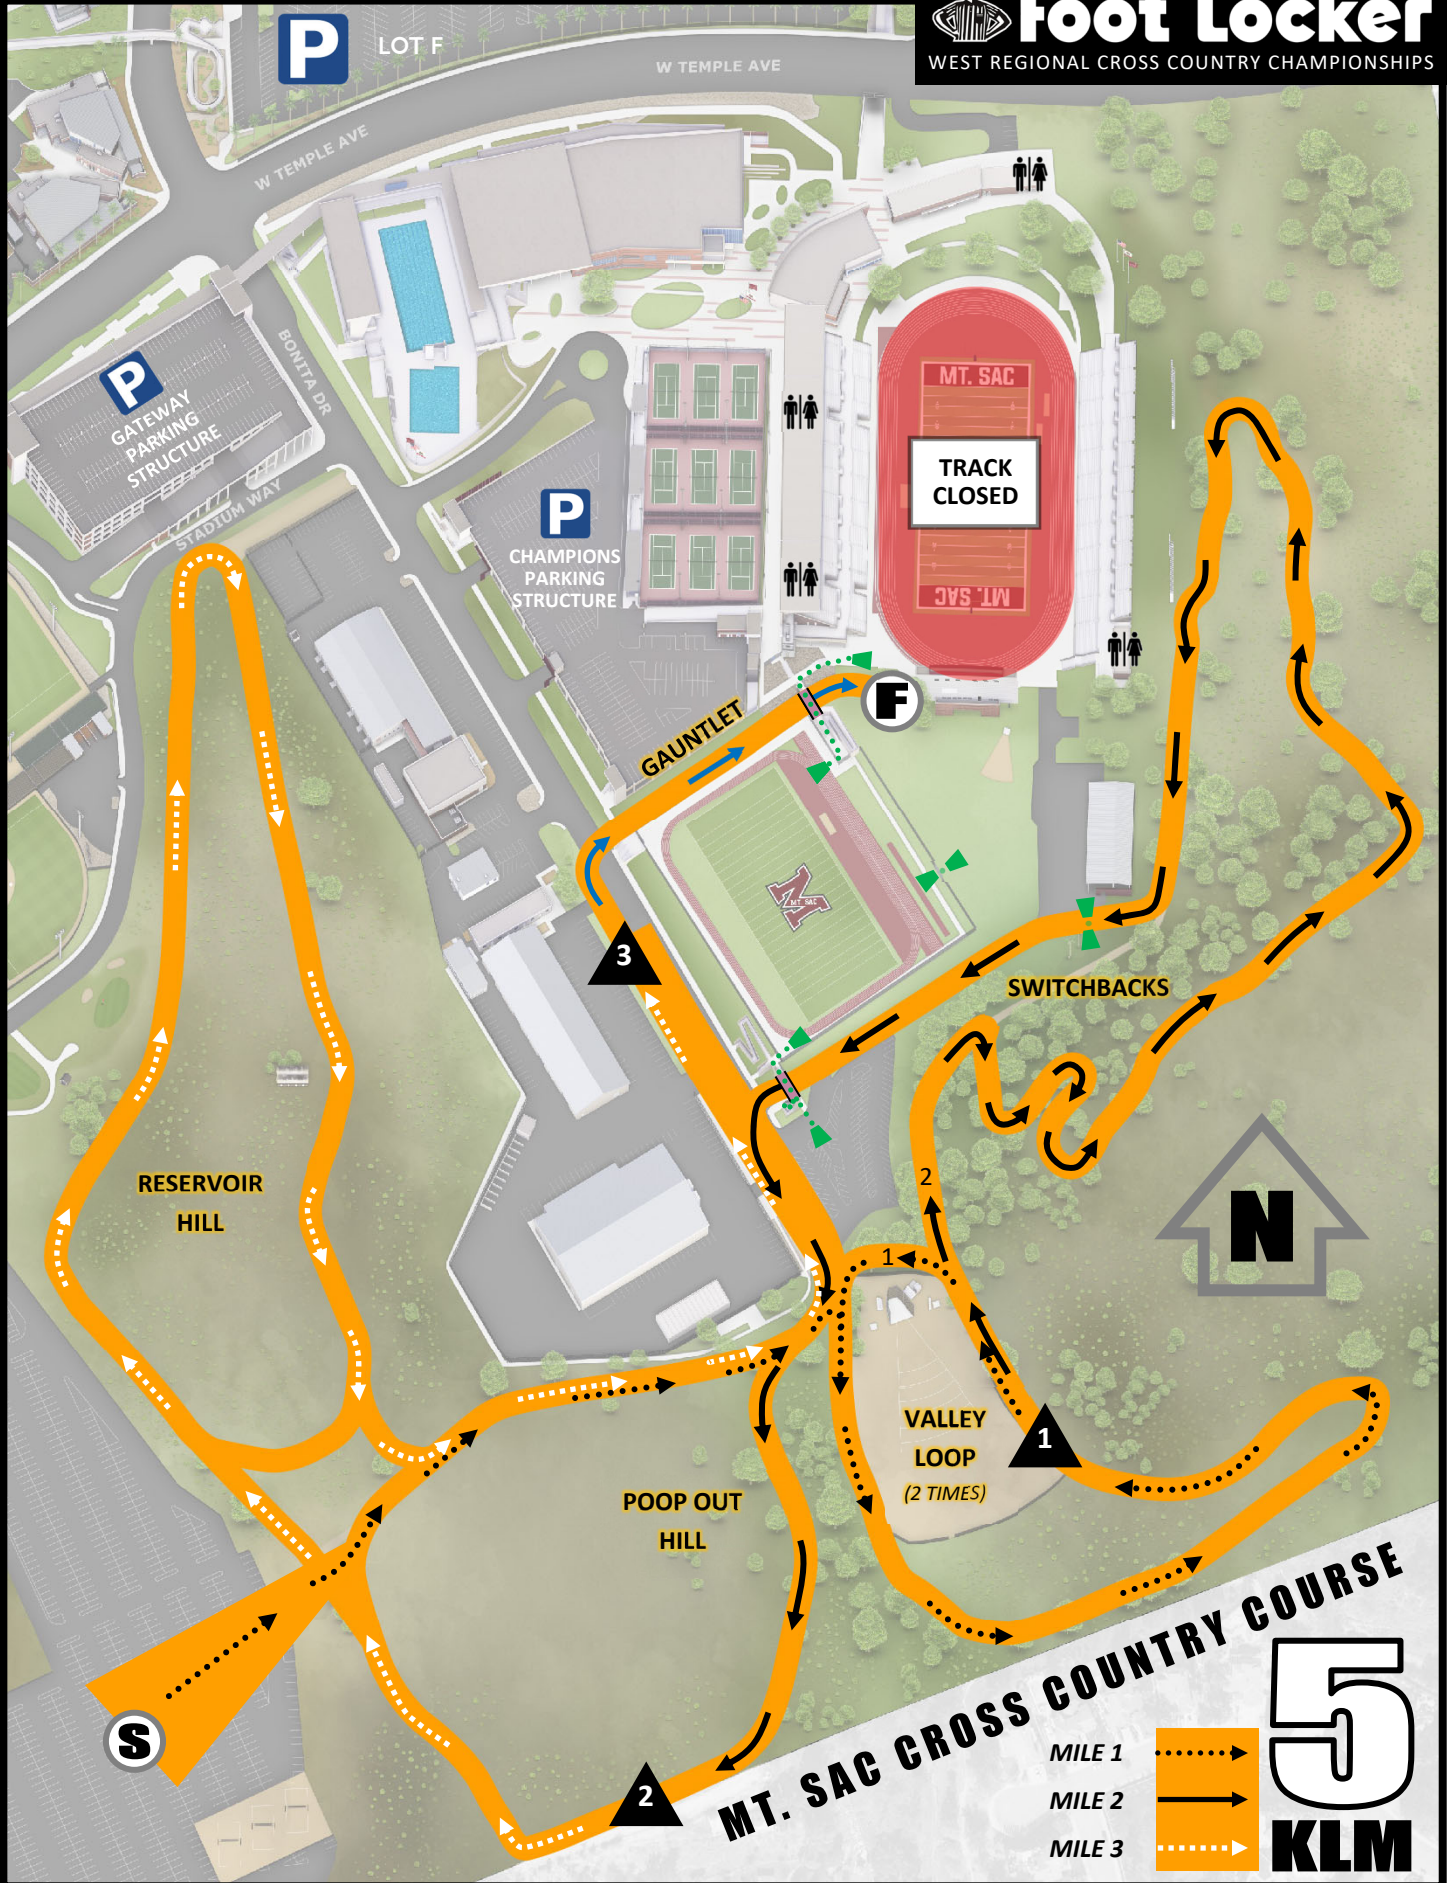 Foot Locker
WEST REGIONAL CROSS COUNTRY CHAMPIONSHIPS
P
LOT F
W TEMPLE AVE
W TEMPLE AVE
BONITA DR
P
GATEWAY
PARKING
STRUCTURE
STADIUM WAY
P
CHAMPIONS
PARKING
STRUCTURE
MT. SAC
TRACK
CLOSED
MT. SAC
F
GAUNTLET
M
MT. SAC
3
SWITCHBACKS
RESERVOIR
HILL
2
1
N
VALLEY
LOOP
(2 TIMES)
1
POOP OUT
HILL
S
2
MT. SAC CROSS COUNTRY COURSE
5
KLM
MILE 1
MILE 2
MILE 3